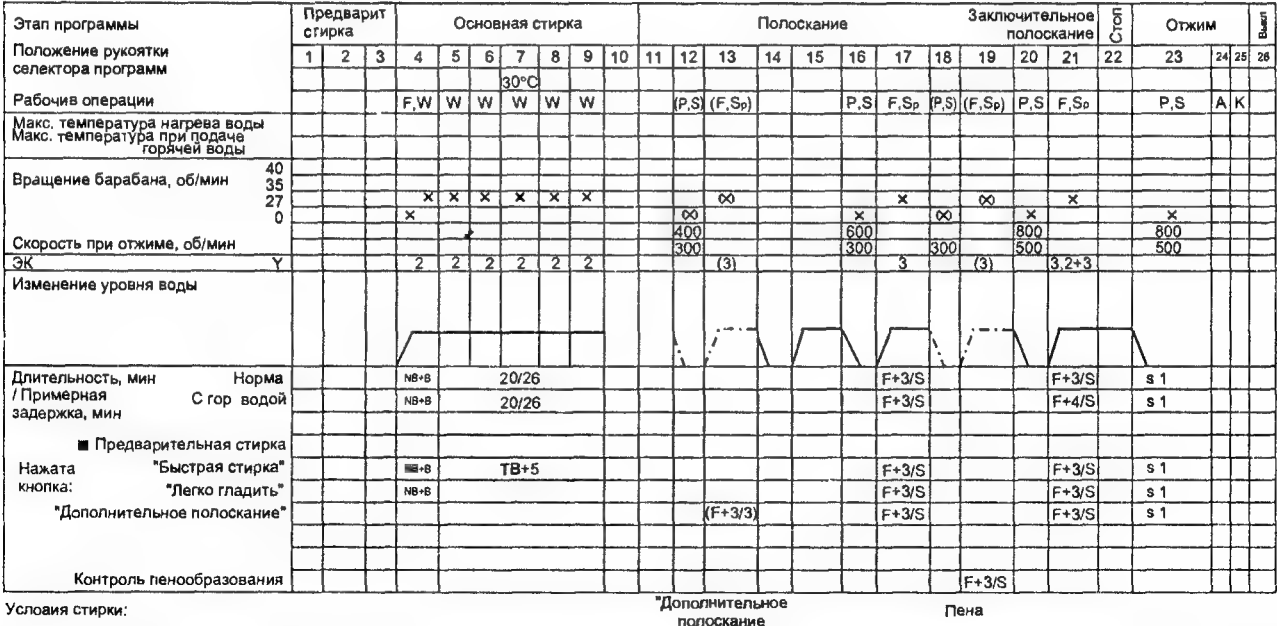 Этап программы Предварит стирка Основная стирка Полоскание Заключительное полоскание Стоп Отжим Выкл
Положение рукоятки селектора программ 1 2 3 4 5 6 7 8 9 10 11 12 13 14 15 16 17 18 19 20 21 22 23 24 25 26
30°C
Рабочив операции F,W W W W W W (P,S) (F,Sp) P,S F,Sp (P,S) (F,Sp) P,S F,Sp P,S A K
Макс. температура нагрева воды
Макс. температура при подаче
горячей воды
Вращение барабана, об/мин 40
35
27 × × × × × × ∞ × ∞ ×
0 × ∞ × ∞ × ×
400 600 800 800
Скорость при отжиме, об/мин 300 300 300 500 500
ЭК Y 2 2 2 2 2 2 (3) 3 (3) 3,2+3
Изменение уровня воды
Длительность, мин Норма NB+B 20/26 F+3/S F+3/S s 1
/ Примерная С гор водой NB+B 20/26 F+3/S F+4/S s 1
задержка, мин
■ Предварительная стирка
Нажата "Быстрая стирка" +B TB+5 F+3/S F+3/S s 1
кнопка: "Легко гладить" NB+B F+3/S F+3/S s 1
"Дополнительное полоскание" (F+3/3) F+3/S F+3/S s 1
Контроль пенообразования F+3/S
Условия стирки: "Дополнительное полоскание Пена